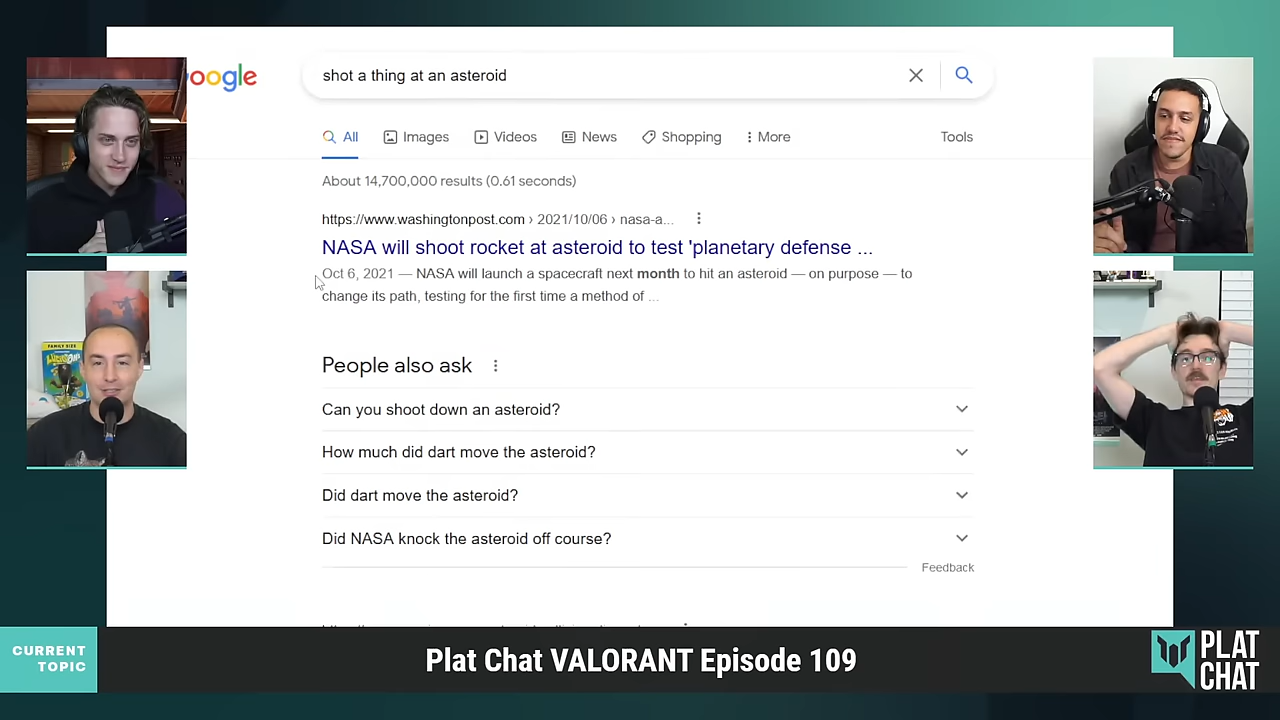 oogle
shot a thing at an asteroid
All
Images
Videos
News
Shopping
More
Tools
About 14,700,000 results (0.61 seconds)
https://www.washingtonpost.com › 2021/10/06 › nasa-a...
NASA will shoot rocket at asteroid to test 'planetary defense ...
Oct 6, 2021 — NASA will launch a spacecraft next month to hit an asteroid — on purpose — to
change its path, testing for the first time a method of ...
People also ask
Can you shoot down an asteroid?
How much did dart move the asteroid?
Did dart move the asteroid?
Did NASA knock the asteroid off course?
Feedback
FAMILY SIZE
CURRENT
TOPIC
Plat Chat VALORANT Episode 109
PLAT
CHAT